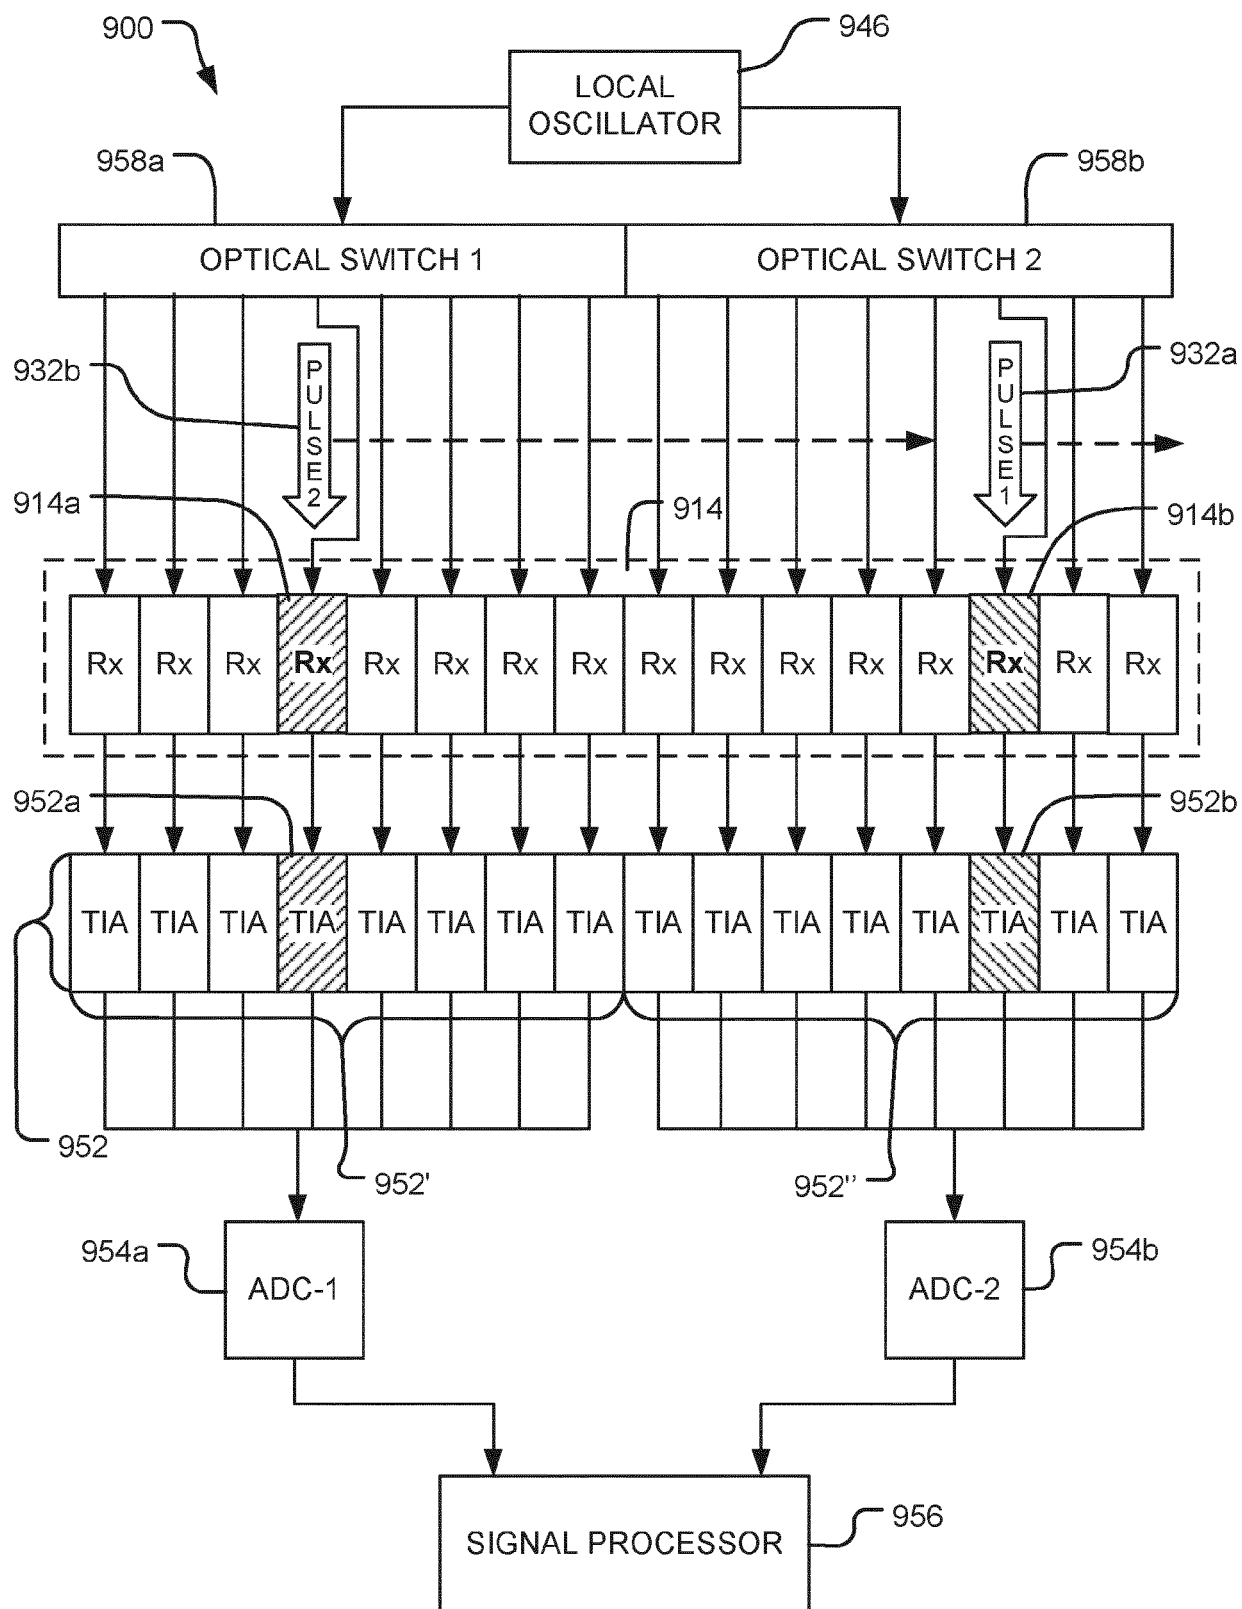 900
946
LOCAL
OSCILLATOR
958a
958b
OPTICAL SWITCH 1
OPTICAL SWITCH 2
932b
PULSE2
PULSE1
932a
914a
914
914b
Rx Rx Rx Rx Rx Rx Rx Rx Rx Rx Rx Rx Rx Rx Rx Rx
952a
952b
TIA TIA TIA TIA TIA TIA TIA TIA TIA TIA TIA TIA TIA TIA TIA TIA
952
952'
952''
954a
ADC-1
ADC-2
954b
SIGNAL PROCESSOR
956